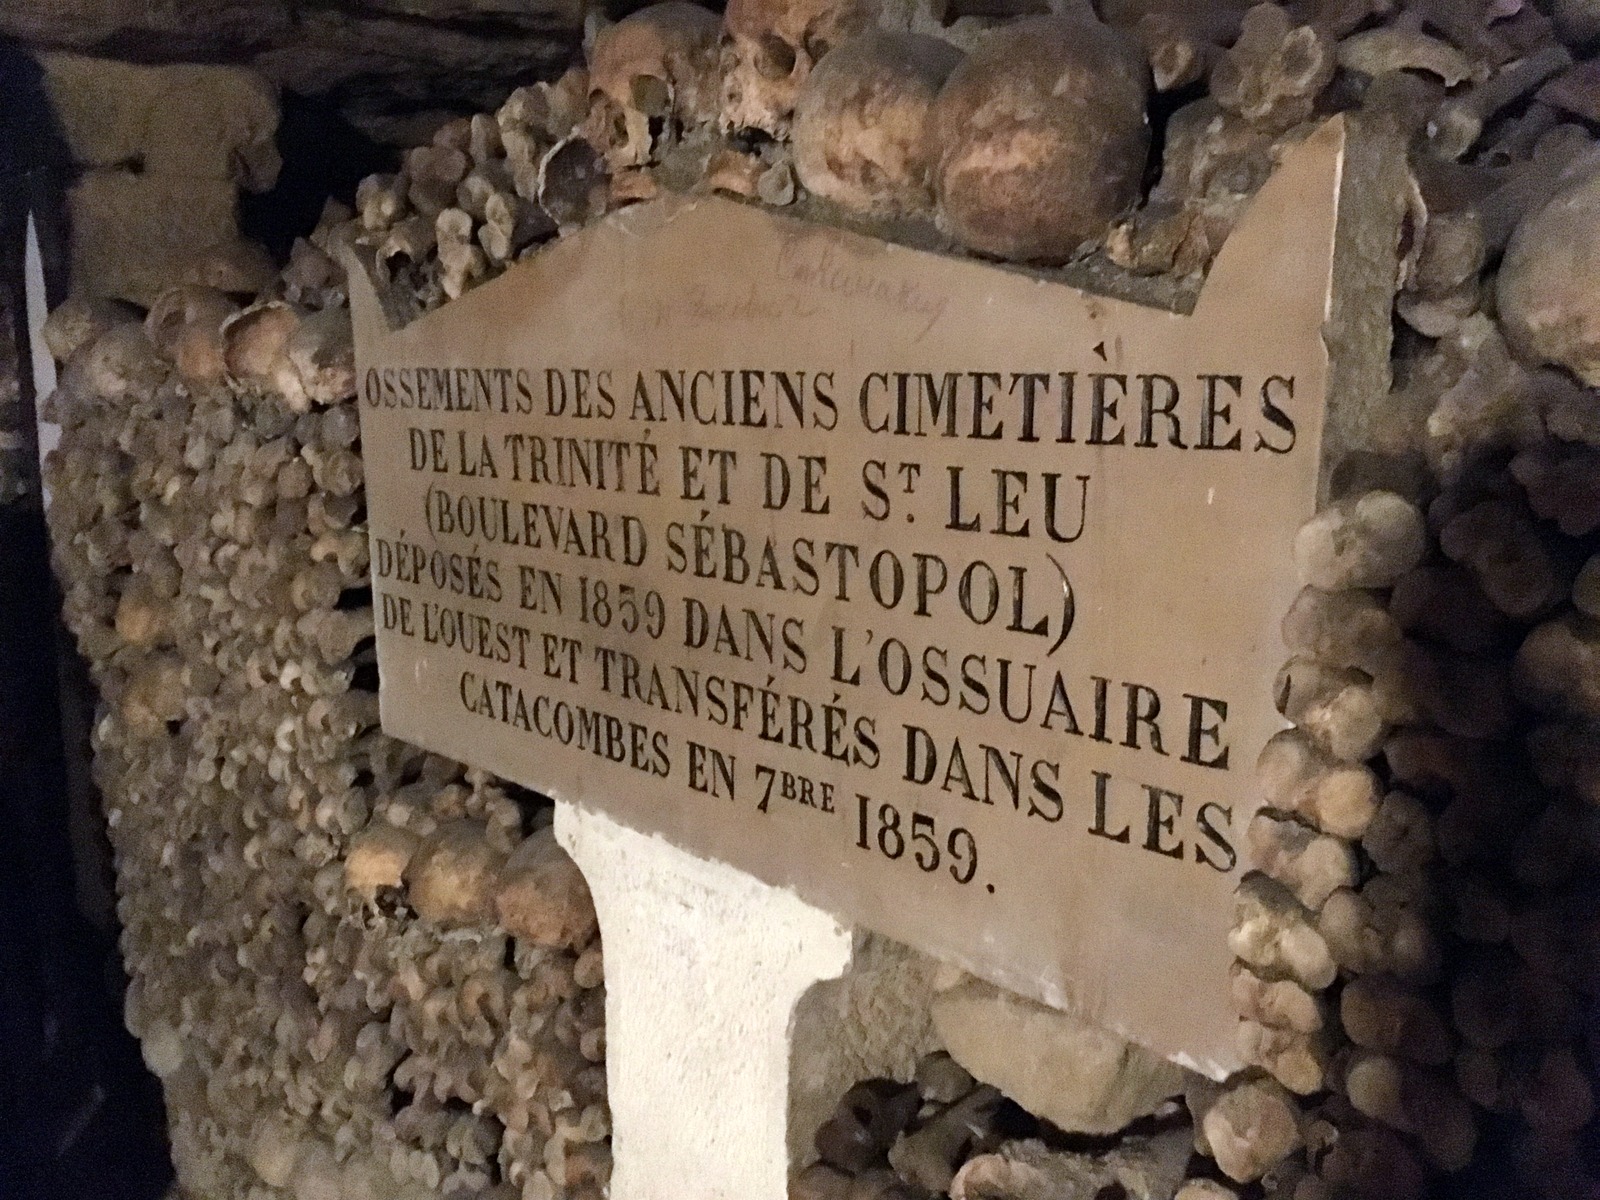 OSSEMENTS DES ANCIENS CIMETIÈRES
DE LA TRINITÉ ET DE ST. LEU
(BOULEVARD SÉBASTOPOL)
DÉPOSÉS EN 1859 DANS L'OSSUAIRE
DE L'OUEST ET TRANSFÉRÉS DANS LES
CATACOMBES EN 7BRE 1859.